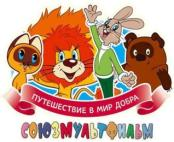 ПУТЕШЕСТВИЕ В МИР ДОБРА
СОЮЗМУЛЬТФИЛЬМ